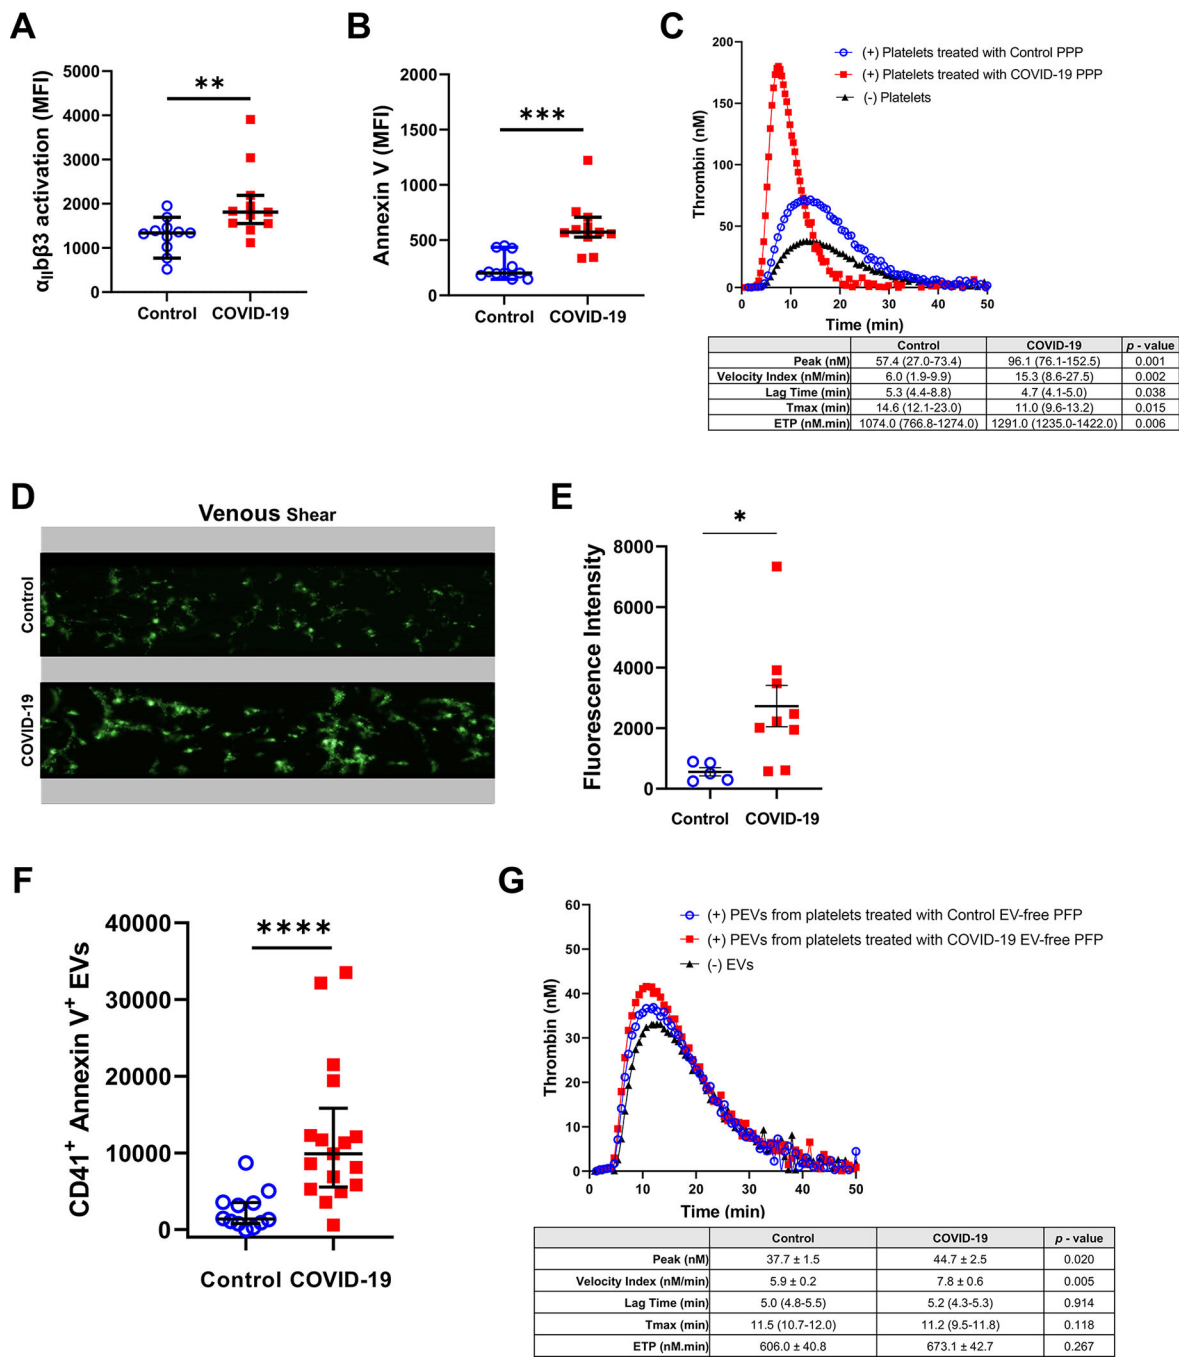 A
αIIbβ3 activation (MFI)
5000
4000
3000
2000
1000
0
**
Control
COVID-19
B
Annexin V (MFI)
2000
1500
1000
500
0
***
Control
COVID-19
C
Thrombin (nM)
200
150
100
50
0
0
10
20
30
40
50
Time (min)
(+) Platelets treated with Control PPP
(+) Platelets treated with COVID-19 PPP
(-) Platelets
Control COVID-19 p - value
Peak (nM) 57.4 (27.0-73.4) 96.1 (76.1-152.5) 0.001
Velocity Index (nM/min) 6.0 (1.9-9.9) 15.3 (8.6-27.5) 0.002
Lag Time (min) 5.3 (4.4-8.8) 4.7 (4.1-5.0) 0.038
Tmax (min) 14.6 (12.1-23.0) 11.0 (9.6-13.2) 0.015
ETP (nM.min) 1074.0 (766.8-1274.0) 1291.0 (1235.0-1422.0) 0.006
D
Venous Shear
Control
COVID-19
E
Fluorescence Intensity
8000
6000
4000
2000
0
*
Control
COVID-19
F
CD41+ Annexin V+ EVs
40000
30000
20000
10000
0
****
Control
COVID-19
G
Thrombin (nM)
60
50
40
30
20
10
0
0
10
20
30
40
50
Time (min)
(+) PEVs from platelets treated with Control EV-free PFP
(+) PEVs from platelets treated with COVID-19 EV-free PFP
(-) EVs
Control COVID-19 p - value
Peak (nM) 37.7 ± 1.5 44.7 ± 2.5 0.020
Velocity Index (nM/min) 5.9 ± 0.2 7.8 ± 0.6 0.005
Lag Time (min) 5.0 (4.8-5.5) 5.2 (4.3-5.3) 0.914
Tmax (min) 11.5 (10.7-12.0) 11.2 (9.5-11.8) 0.118
ETP (nM.min) 606.0 ± 40.8 673.1 ± 42.7 0.267